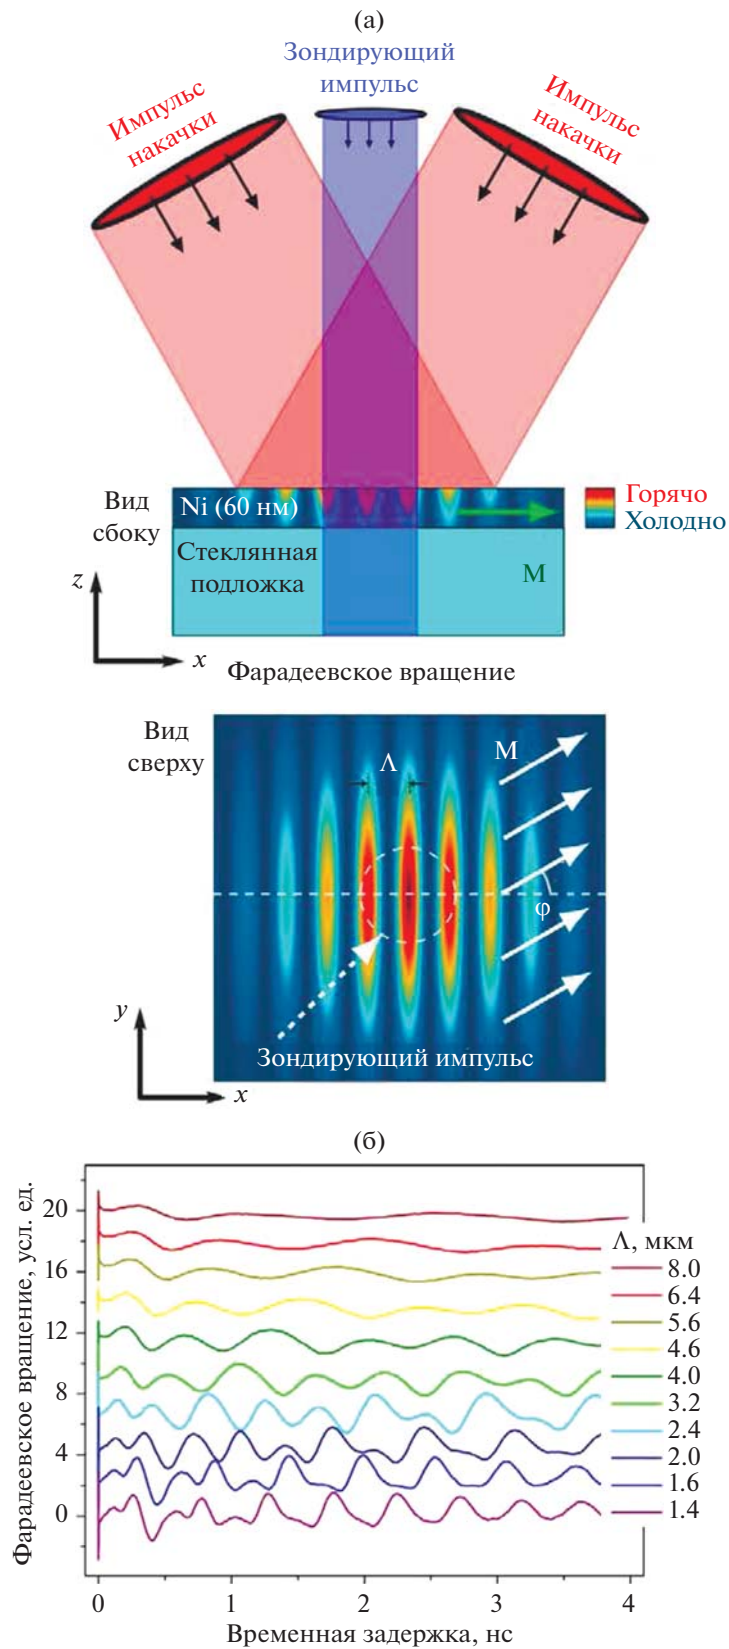 (а)
Зондирующий
импульс
Импульс
накачки
Импульс
накачки
Вид
сбоку
Ni (60 нм)
Горячо
Холодно
Стеклянная
подложка
M
z
x
Фарадеевское вращение
Вид
сверху
M
Λ
φ
y
Зондирующий импульс
x
(б)
Фарадеевское вращение, усл. ед.
20
16
12
8
4
0
Λ, мкм
8.0
6.4
5.6
4.6
4.0
3.2
2.4
2.0
1.6
1.4
0 1 2 3 4
Временная задержка, нс